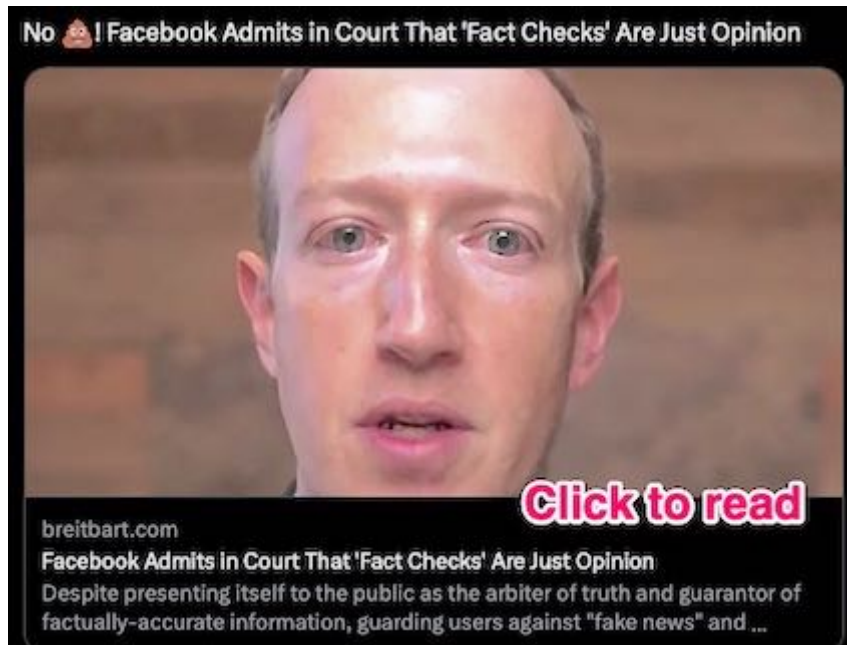 No 💩! Facebook Admits in Court That 'Fact Checks' Are Just Opinion
Click to read
breitbart.com
Facebook Admits in Court That 'Fact Checks' Are Just Opinion
Despite presenting itself to the public as the arbiter of truth and guarantor of
factually-accurate information, guarding users against "fake news" and ...